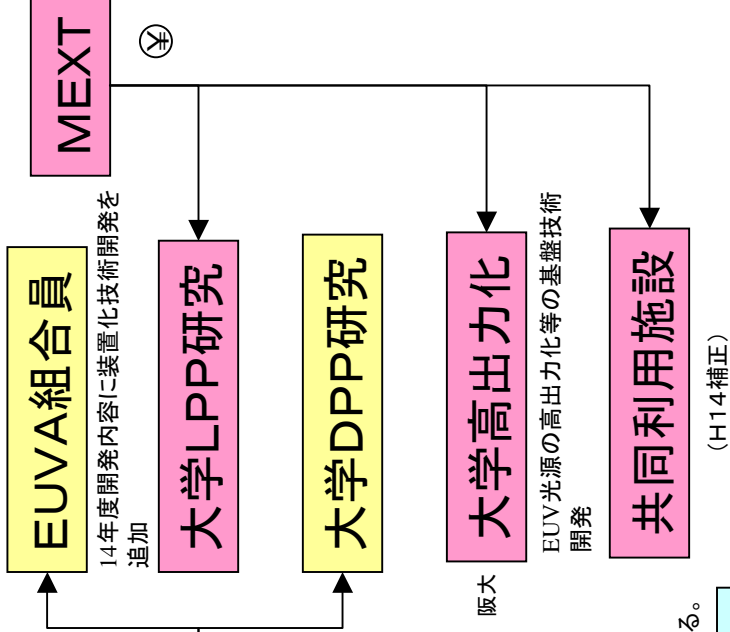 MEXT
¥
EUVA組合員
14年度開発内容に装置化技術開発を
追加
大学LPP研究
大学DPP研究
大学高出力化
阪大
EUV光源の高出力化等の基盤技術
開発
共同利用施設
(H14補正)
る。